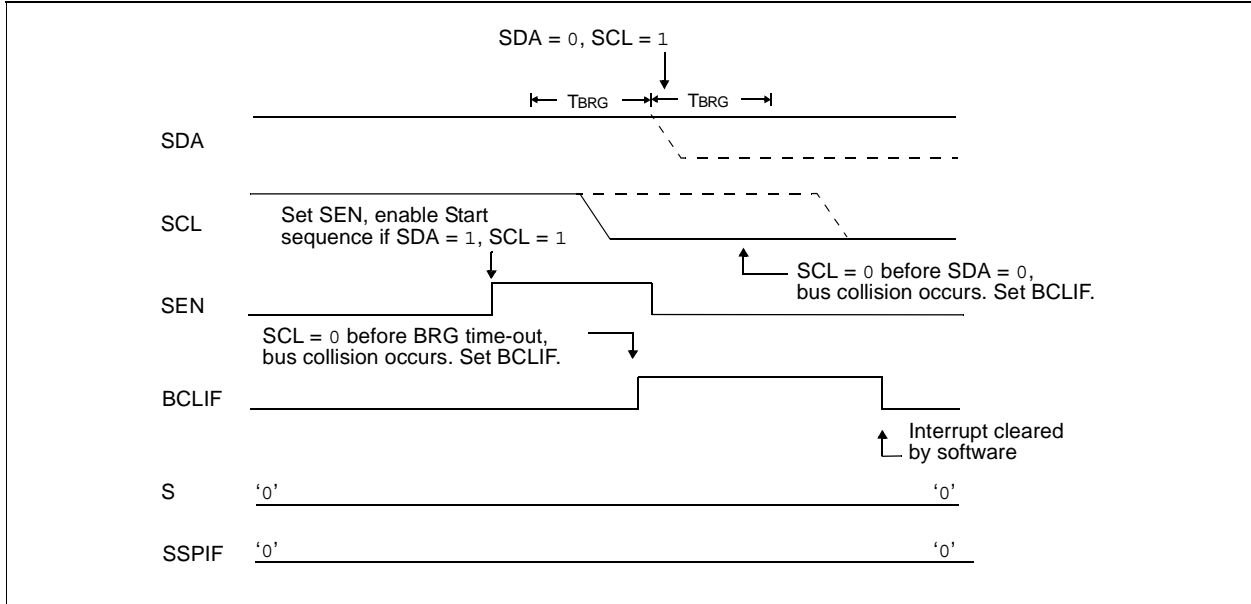 SDA = 0, SCL = 1
TBRG TBRG
SDA
SCL
Set SEN, enable Start
sequence if SDA = 1, SCL = 1
SCL = 0 before SDA = 0,
bus collision occurs. Set BCLIF.
SEN
SCL = 0 before BRG time-out,
bus collision occurs. Set BCLIF.
BCLIF
Interrupt cleared
by software
S ‘0’ ‘0’
SSPIF ‘0’ ‘0’